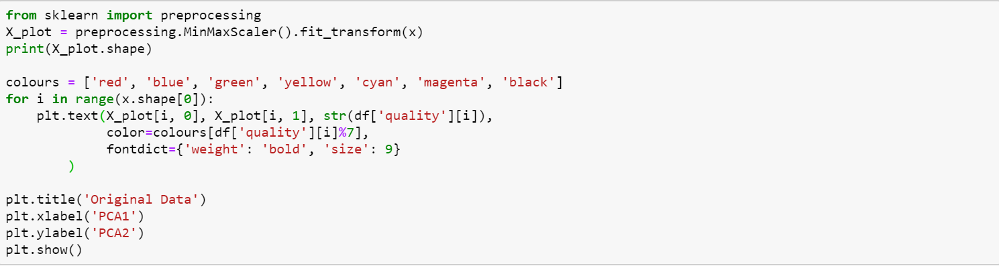 from sklearn import preprocessing
X_plot = preprocessing.MinMaxScaler().fit_transform(x)
print(X_plot.shape)

colours = ['red', 'blue', 'green', 'yellow', 'cyan', 'magenta', 'black']
for i in range(x.shape[0]):
    plt.text(X_plot[i, 0], X_plot[i, 1], str(df['quality'][i]),
             color=colours[df['quality'][i]%7],
             fontdict={'weight': 'bold', 'size': 9}
        )

plt.title('Original Data')
plt.xlabel('PCA1')
plt.ylabel('PCA2')
plt.show()